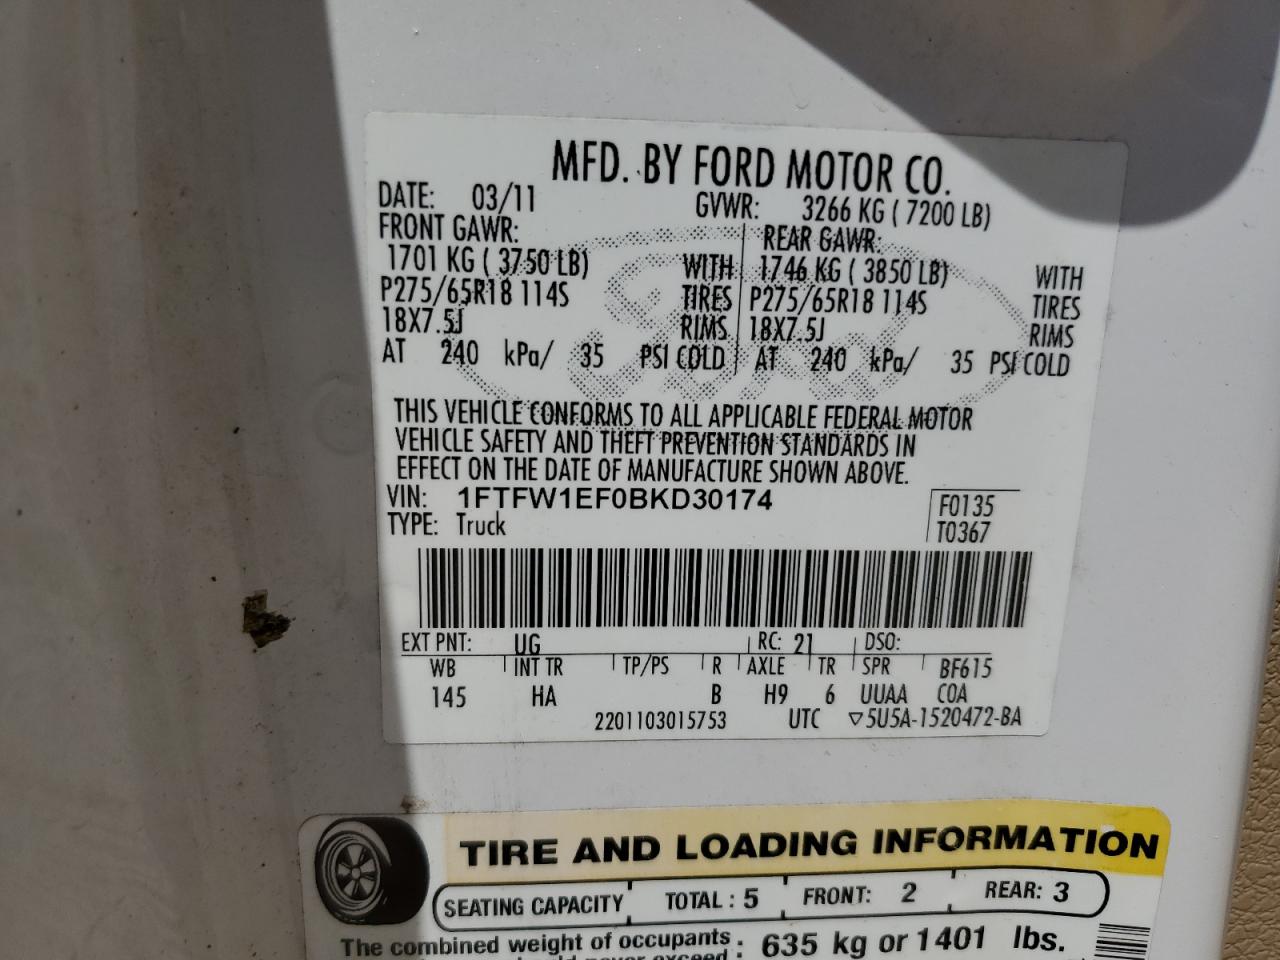 MFD. BY FORD MOTOR CO.
DATE: 03/11 GVWR: 3266 KG ( 7200 LB)
FRONT GAWR: REAR GAWR:
1701 KG ( 3750 LB) WITH 1746 KG ( 3850 LB) WITH
P275/65R18 114S TIRES P275/65R18 114S TIRES
18X7.5J RIMS 18X7.5J RIMS
AT 240 kPa/ 35 PSI COLD AT 240 kPa/ 35 PSI COLD
Ford
THIS VEHICLE CONFORMS TO ALL APPLICABLE FEDERAL MOTOR
VEHICLE SAFETY AND THEFT PREVENTION STANDARDS IN
EFFECT ON THE DATE OF MANUFACTURE SHOWN ABOVE.
VIN: 1FTFW1EF0BKD30174 F0135
TYPE: Truck T0367
EXT PNT: UG RC: 21 DSO:
WB INT TR TP/PS R AXLE TR SPR BF615
145 HA B H9 6 UUAA COA
2201103015753 UTC ▽5U5A-1520472-BA
TIRE AND LOADING INFORMATION
SEATING CAPACITY TOTAL : 5 FRONT: 2 REAR: 3
The combined weight of occupants : 635 kg or 1401 lbs.
should never exceed